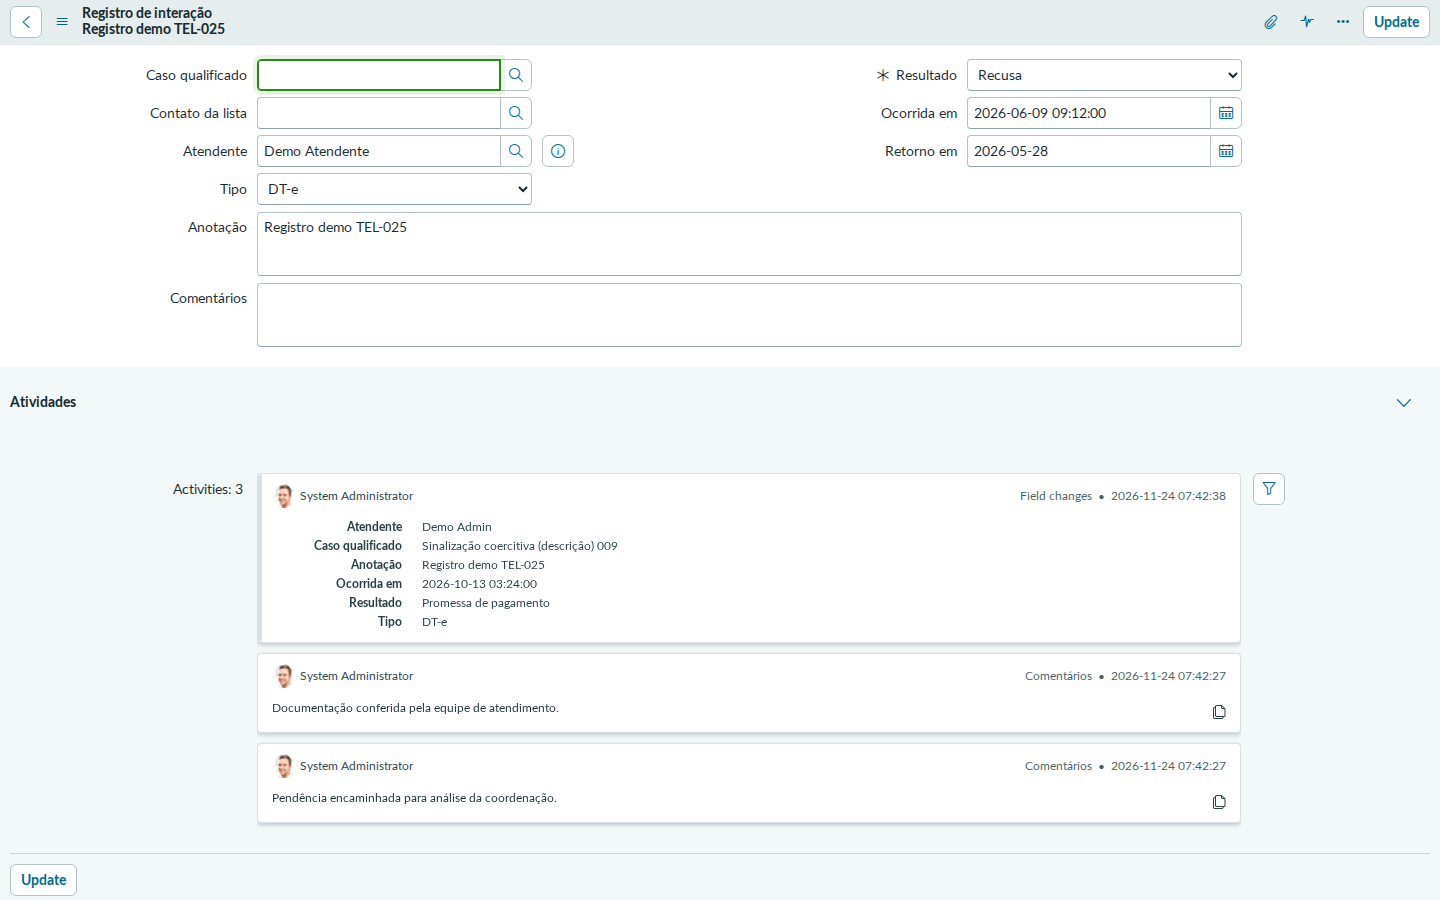 Registro de interação
Registro demo TEL-025
Update
Caso qualificado
Resultado
Recusa
Contato da lista
Ocorrida em
2026-06-09 09:12:00
Atendente
Demo Atendente
Retorno em
2026-05-28
Tipo
DT-e
Anotação
Registro demo TEL-025
Comentários
Atividades
Activities: 3
System Administrator
Field changes • 2026-11-24 07:42:38
Atendente Demo Admin
Caso qualificado Sinalização coercitiva (descrição) 009
Anotação Registro demo TEL-025
Ocorrida em 2026-10-13 03:24:00
Resultado Promessa de pagamento
Tipo DT-e
System Administrator
Comentários • 2026-11-24 07:42:27
Documentação conferida pela equipe de atendimento.
System Administrator
Comentários • 2026-11-24 07:42:27
Pendência encaminhada para análise da coordenação.
Update